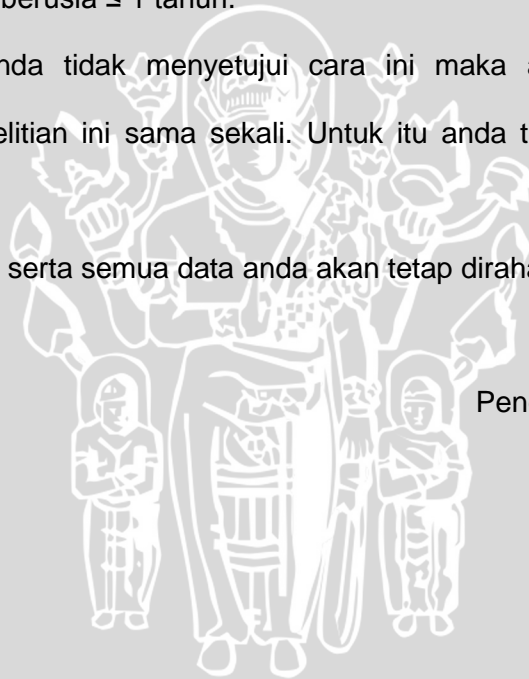 berusia ≤ 1 tahun.
nda tidak menyetujui cara ini maka a
elitian ini sama sekali. Untuk itu anda t
serta semua data anda akan tetap diraha
Pen